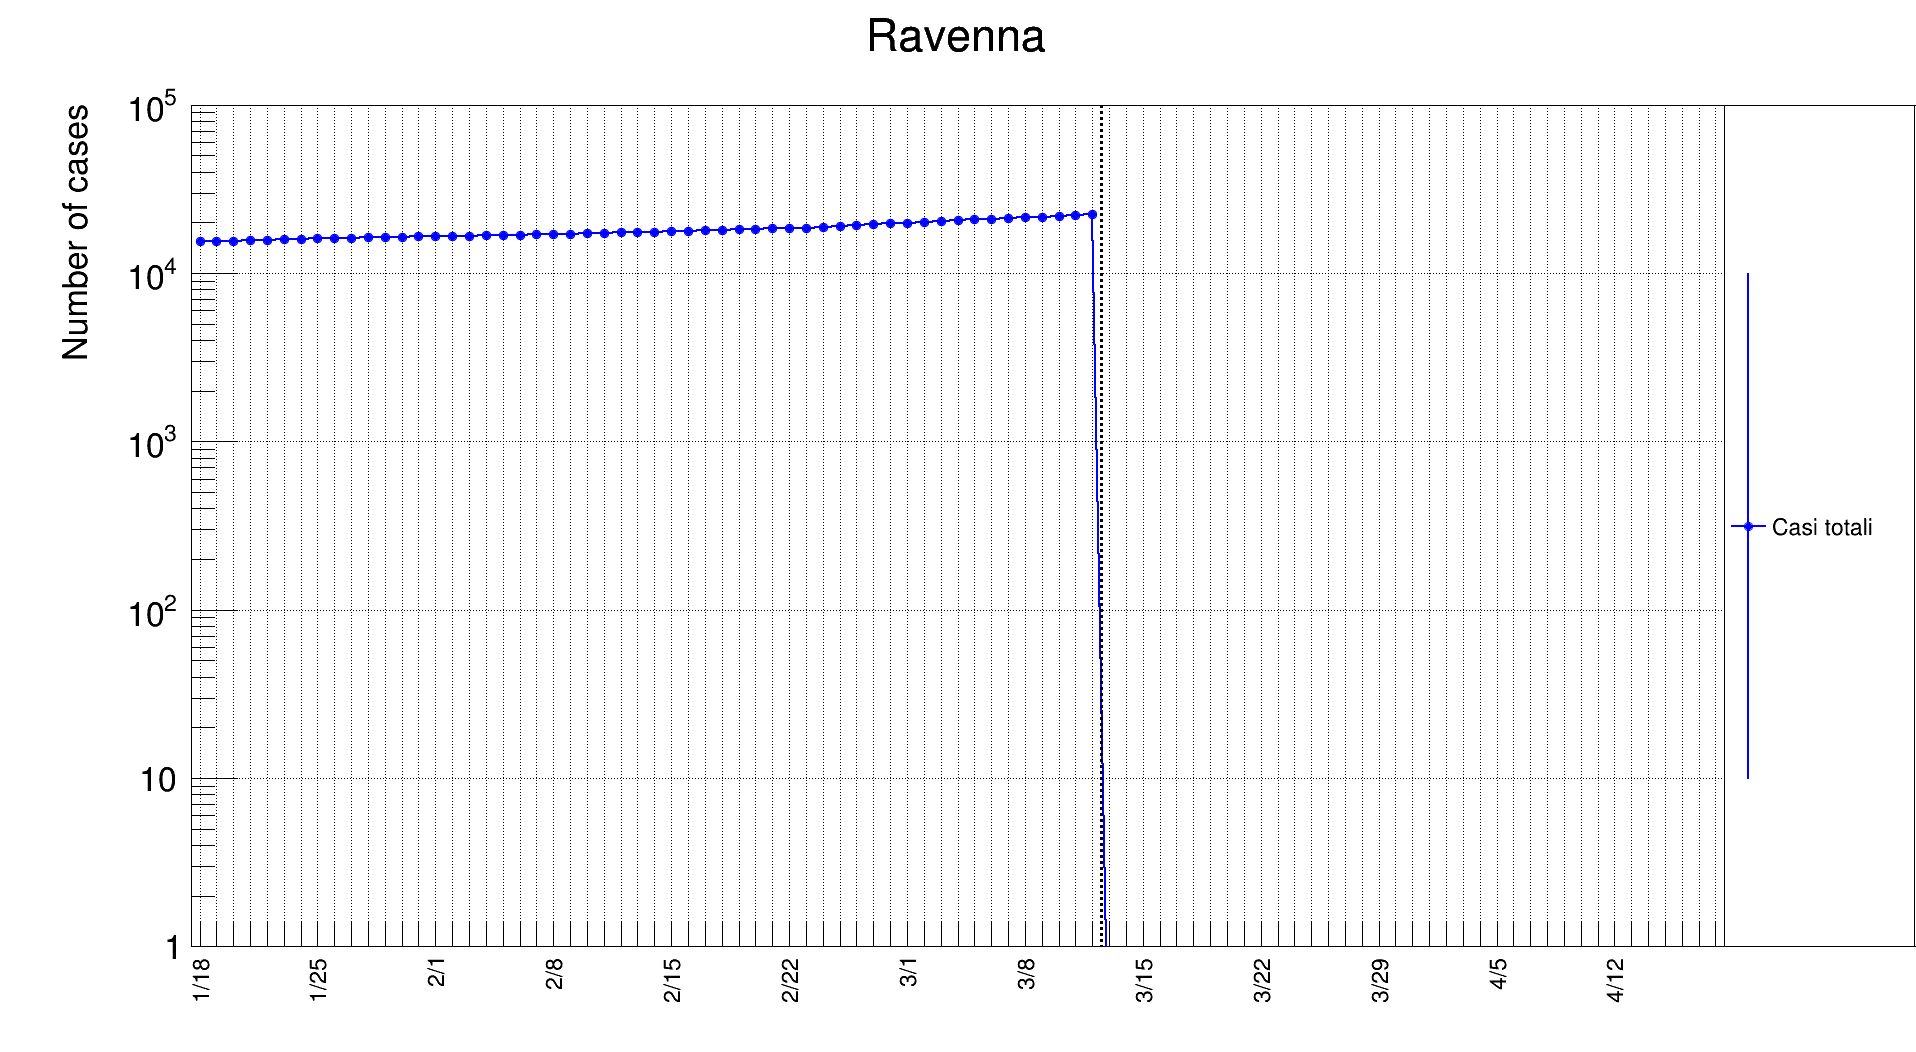 Ravenna
Number of cases
10^5
10^4
10^3
10^2
10
1
1/18 1/25 2/1 2/8 2/15 2/22 3/1 3/8 3/15 3/22 3/29 4/5 4/12
Casi totali